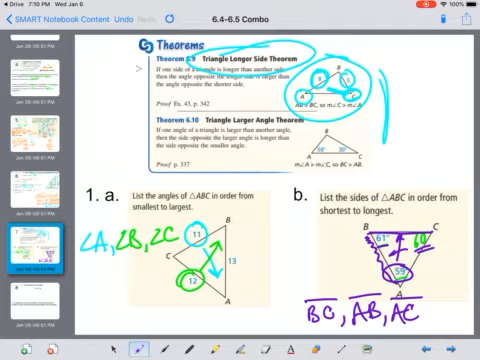 7:10 PM Wed Jan 6
100%
SMART Notebook Documents
6.4-6.5 Combo
Theorems
Theorem 6.9 Triangle Longer Side Theorem
If one side of a triangle is longer than another side,
then the angle opposite the longer side is larger than
the angle opposite the shorter side.
Proof Ex. 43, p. 342
B
8
5
A
C
AB > BC, so m∠C > m∠A
Theorem 6.10 Triangle Larger Angle Theorem
If one angle of a triangle is larger than another angle,
then the side opposite the larger angle is longer than
the side opposite the smaller angle.
Proof p. 337
B
50°
30°
A
C
m∠A > m∠C, so BC > AB.
1. a.
List the angles of △ABC in order from
smallest to largest.
∠A, ∠B, ∠C
B
11
C
13
12
A
b.
List the sides of △ABC in order from
shortest to longest.
B
C
61°
60
59
A
BC, AB, AC